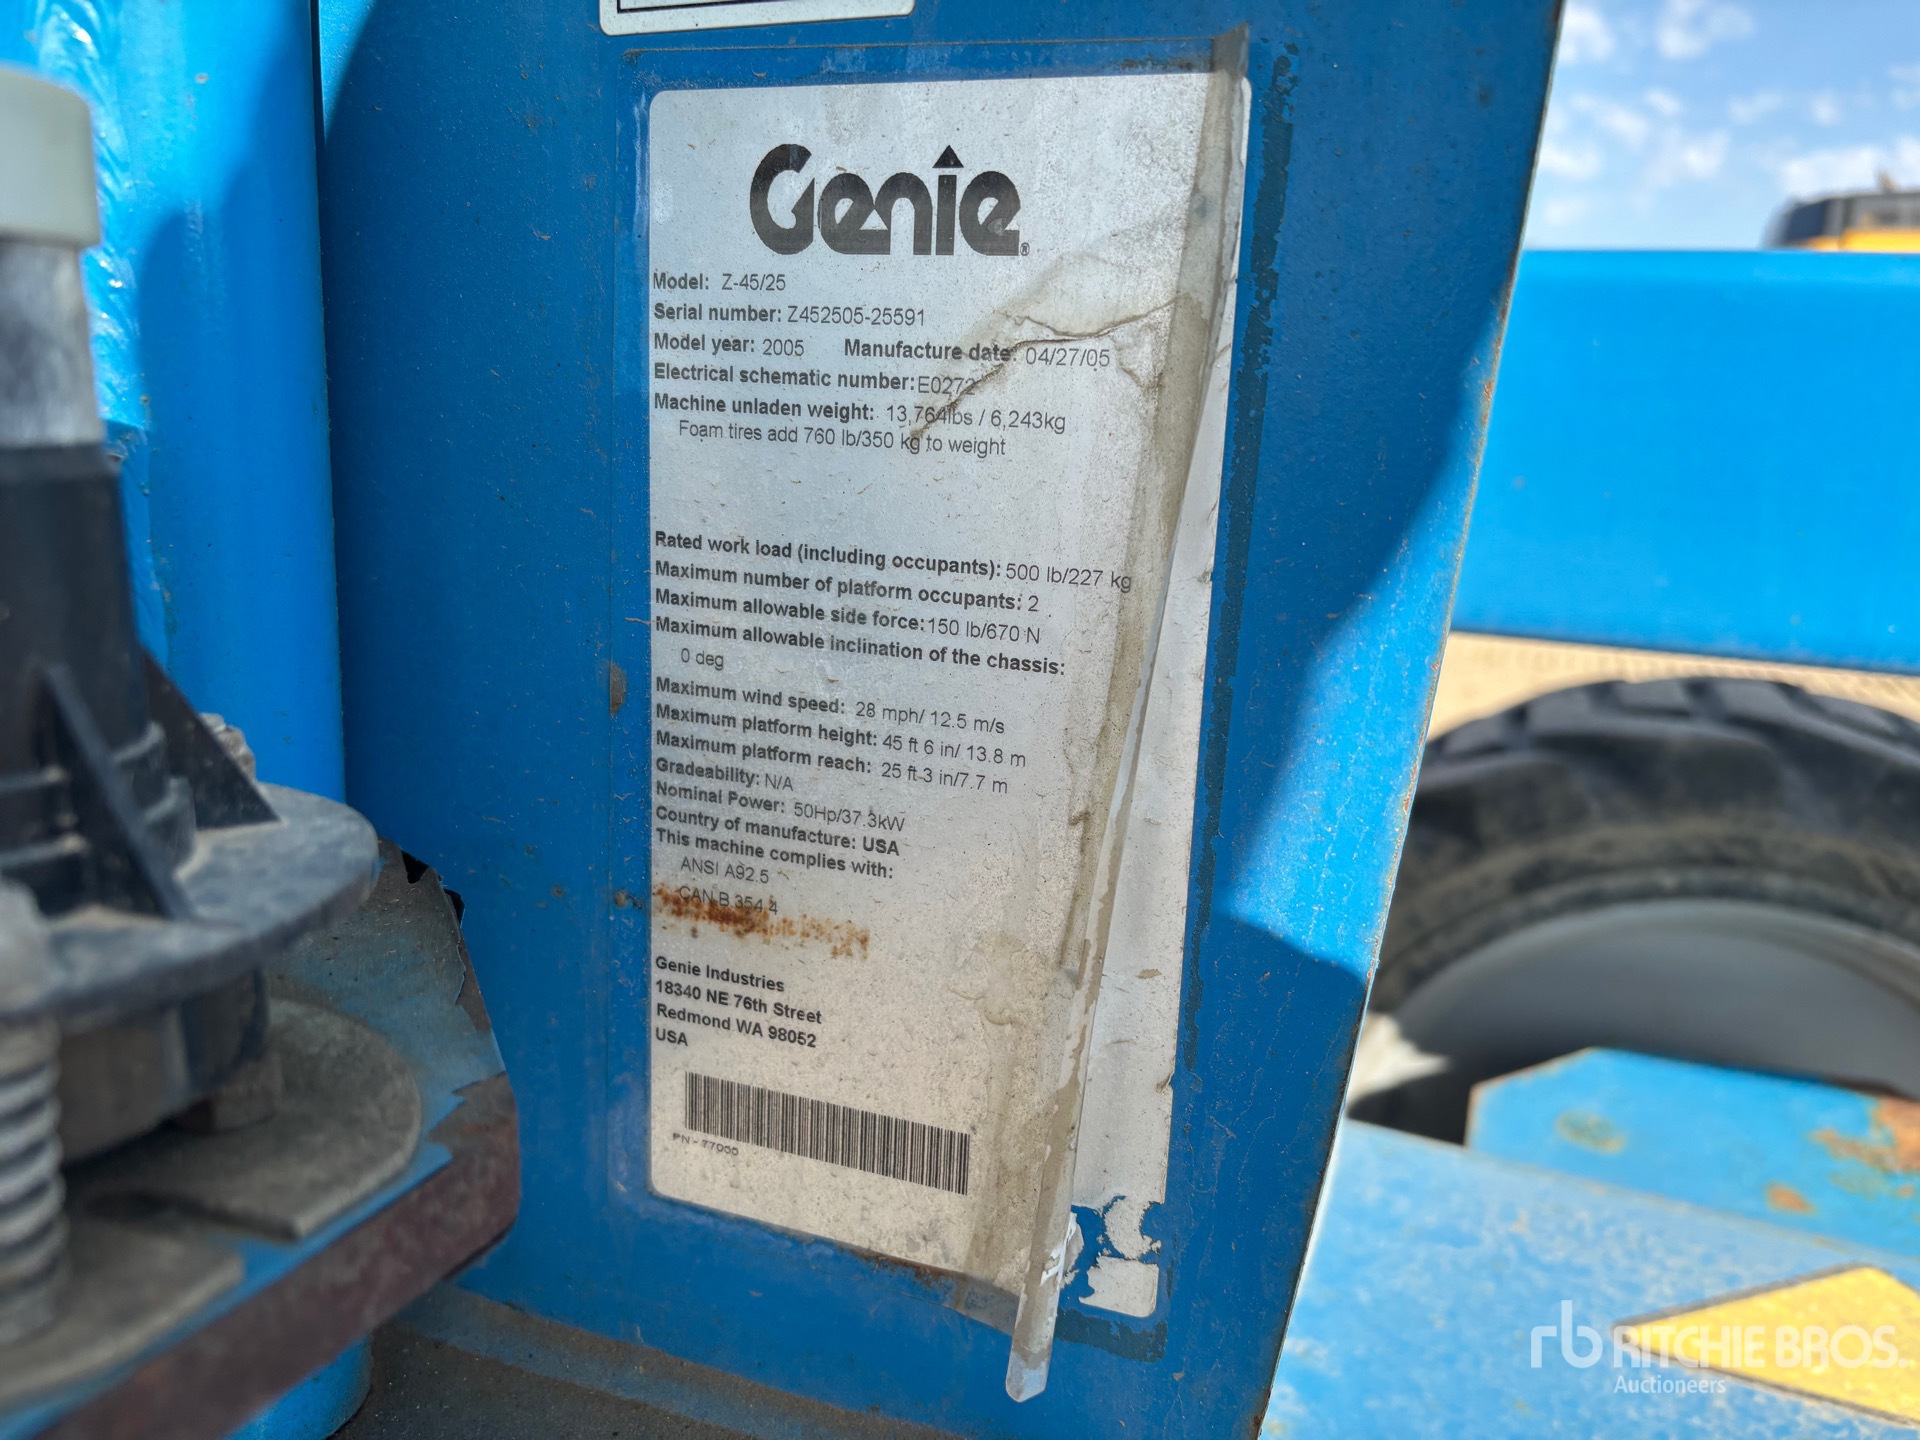 Genie®
Model: Z-45/25
Serial number: Z452505-25591
Model year: 2005 Manufacture date: 04/27/05
Electrical schematic number: E0272
Machine unladen weight: 13,764lbs / 6,243kg
Foam tires add 760 lb/350 kg to weight
Rated work load (including occupants): 500 lb/227 kg
Maximum number of platform occupants: 2
Maximum allowable side force: 150 lb/670 N
Maximum allowable inclination of the chassis:
0 deg
Maximum wind speed: 28 mph/ 12.5 m/s
Maximum platform height: 45 ft 6 in/ 13.8 m
Maximum platform reach: 25 ft 3 in/7.7 m
Gradeability: N/A
Nominal Power: 50Hp/37.3kW
Country of manufacture: USA
This machine complies with:
ANSI A92.5
CAN B 354.4
Genie Industries
18340 NE 76th Street
Redmond WA 98052
USA
PN -
rb RITCHIE BROS.
Auctioneers